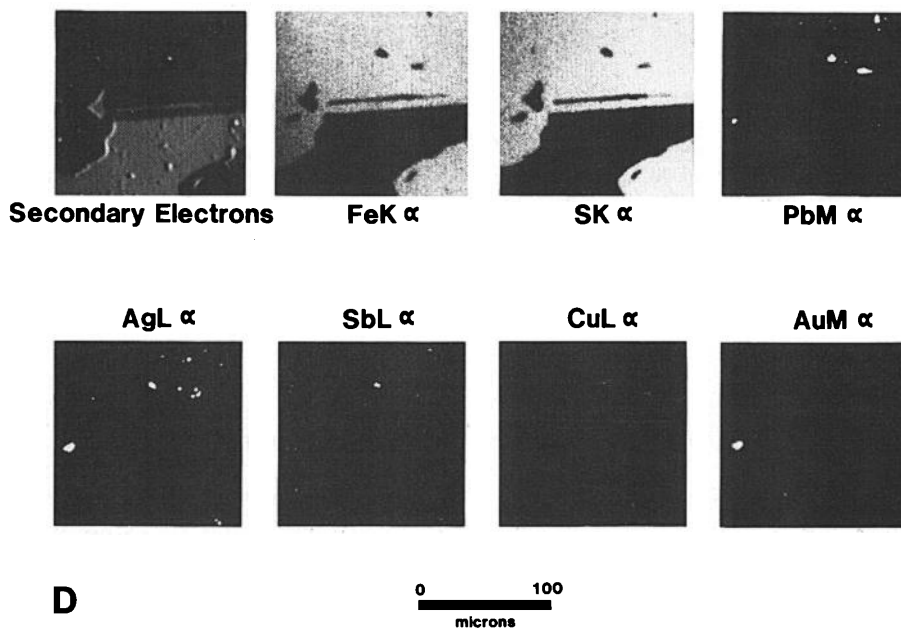 Secondary Electrons FeK α SK α PbM α
AgL α SbL α CuL α AuM α
D
0 100
microns